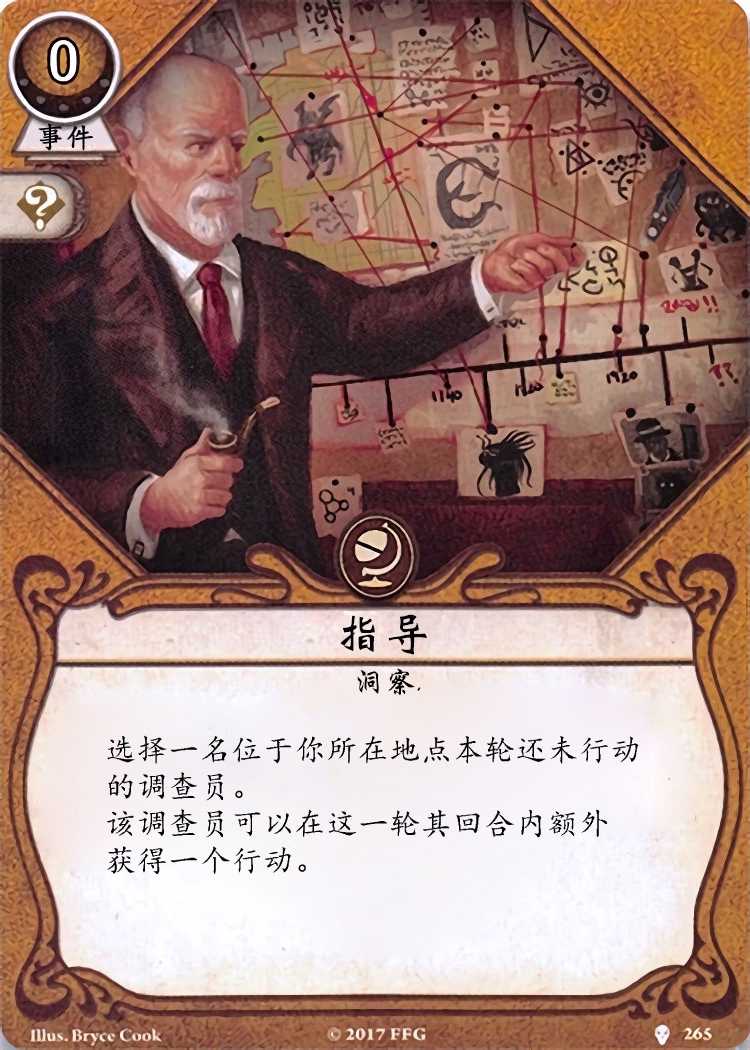 0
事件
?
1140
1920
指导
洞察.
选择一名位于你所在地点本轮还未行动
的调查员。
该调查员可以在这一轮其回合内额外
获得一个行动。
Illus. Bryce Cook
© 2017 FFG
265